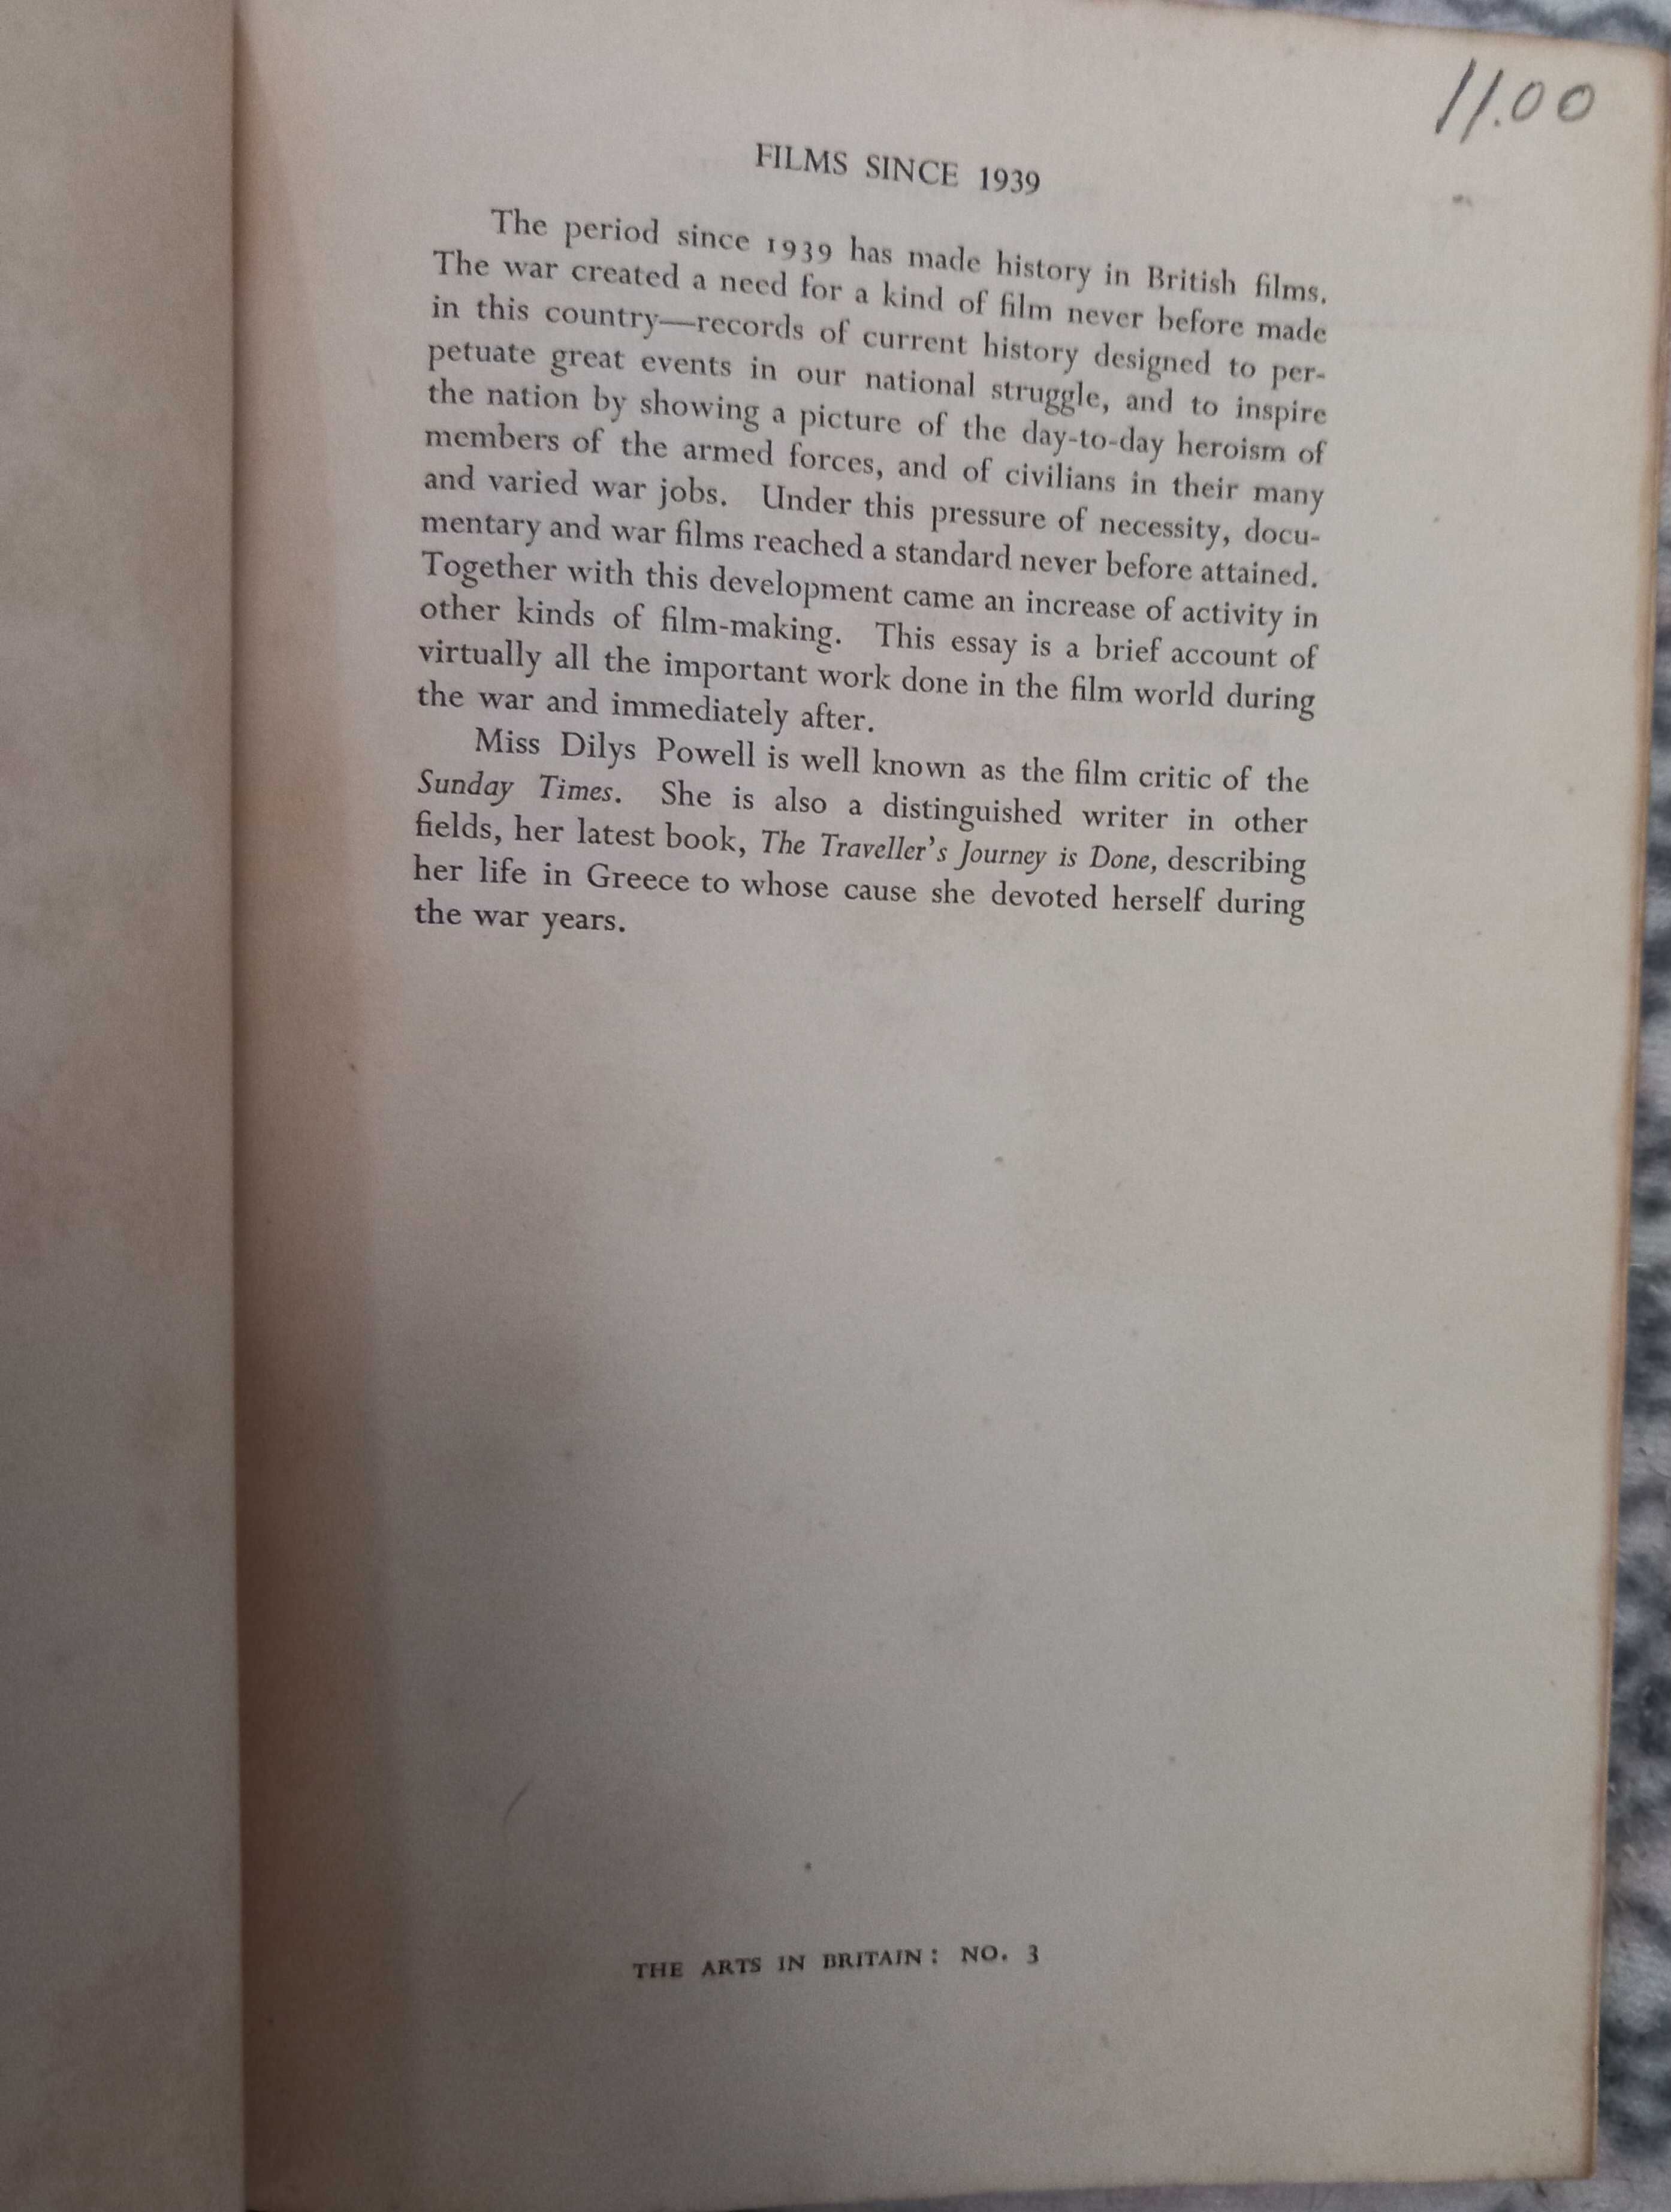 11.00
FILMS SINCE 1939
The period since 1939 has made history in British films.
The war created a need for a kind of film never before made
in this country—records of current history designed to per-
petuate great events in our national struggle, and to inspire
the nation by showing a picture of the day-to-day heroism of
members of the armed forces, and of civilians in their many
and varied war jobs. Under this pressure of necessity, docu-
mentary and war films reached a standard never before attained.
Together with this development came an increase of activity in
other kinds of film-making. This essay is a brief account of
virtually all the important work done in the film world during
the war and immediately after.
Miss Dilys Powell is well known as the film critic of the
Sunday Times. She is also a distinguished writer in other
fields, her latest book, The Traveller's Journey is Done, describing
her life in Greece to whose cause she devoted herself during
the war years.
THE ARTS IN BRITAIN: NO. 3